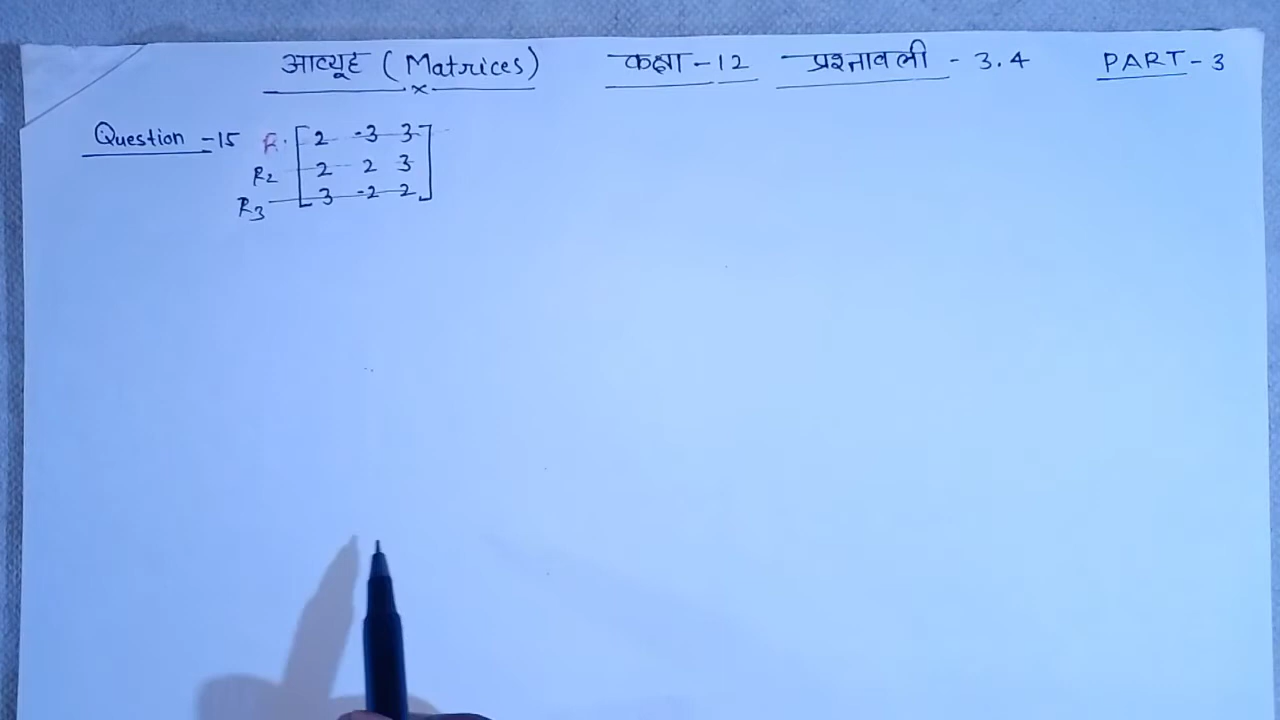 आव्यूह (Matrices) कक्षा - 12 प्रश्नावली - 3.4 PART - 3
Question - 15 R1 [ 2 -3 3 ]
R2 [ 2 2 3 ]
R3 [ 3 -2 2 ]